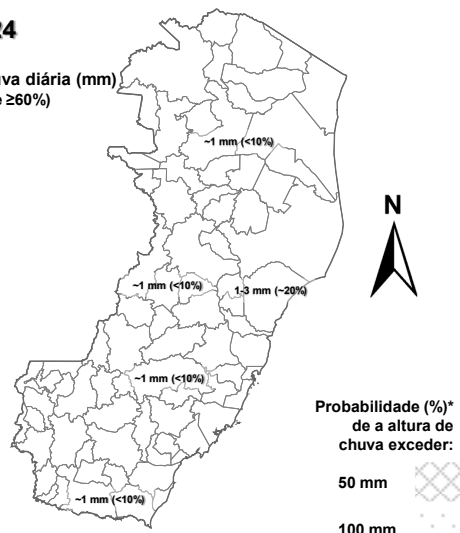 24
uva diária (mm)
e ≥60%)
~1 mm (<10%)
~1 mm (<10%)
1-3 mm (~20%)
~1 mm (<10%)
~1 mm (<10%)
N
Probabilidade (%)*
de a altura de
chuva exceder:
50 mm
100 mm